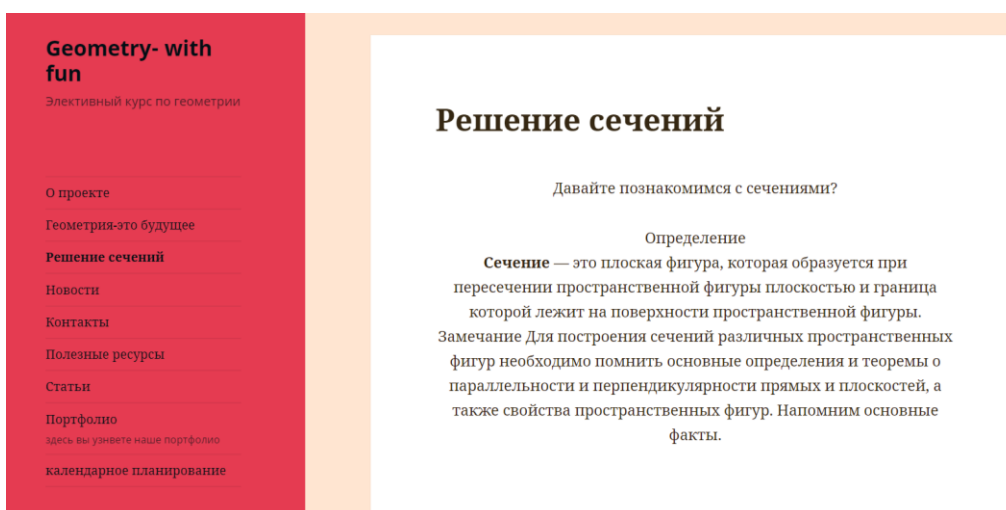 Geometry- with
fun
Элективный курс по геометрии
О проекте
Геометрия-это будущее
Решение сечений
Новости
Контакты
Полезные ресурсы
Статьи
Портфолио
здесь вы узнвете наше портфолио
календарное планирование
Решение сечений
Давайте познакомимся с сечениями?
Определение
Сечение — это плоская фигура, которая образуется при
пересечении пространственной фигуры плоскостью и граница
которой лежит на поверхности пространственной фигуры.
Замечание Для построения сечений различных пространственных
фигур необходимо помнить основные определения и теоремы о
параллельности и перпендикулярности прямых и плоскостей, а
также свойства пространственных фигур. Напомним основные
факты.